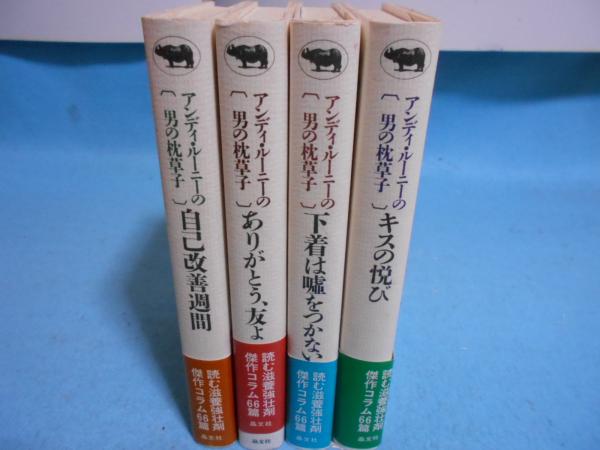 アンディ・ルーニーの
〔男の枕草子〕
自己改善週間
読む滋養強壮剤
傑作コラム66篇
晶文社
アンディ・ルーニーの
〔男の枕草子〕
ありがとう、友よ
読む滋養強壮剤
傑作コラム66篇
晶文社
アンディ・ルーニーの
〔男の枕草子〕
下着は嘘をつかない
読む滋養強壮剤
傑作コラム66篇
晶文社
アンディ・ルーニーの
〔男の枕草子〕
キスの悦び
読む滋養強壮剤
傑作コラム66篇
晶文社